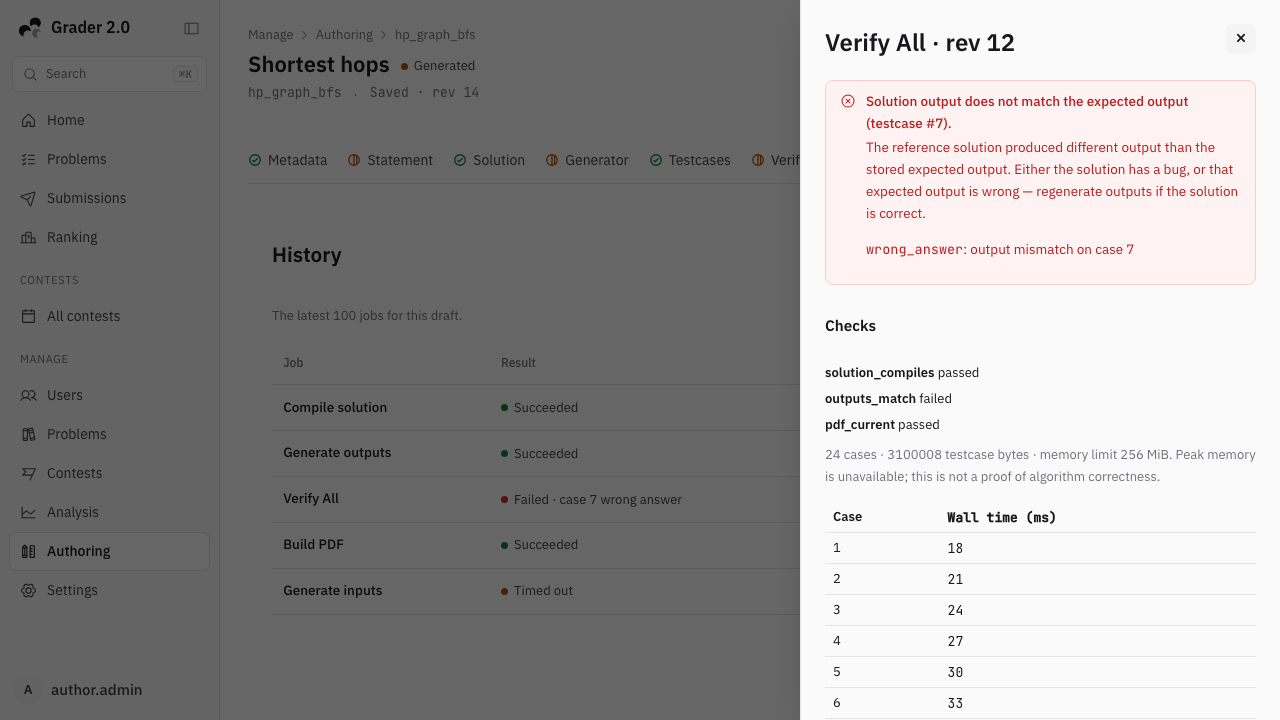 Grader 2.0
Search ⌘K
Home
Problems
Submissions
Ranking
CONTESTS
All contests
MANAGE
Users
Problems
Contests
Analysis
Authoring
Settings
A author.admin
Manage > Authoring > hp_graph_bfs
Shortest hops Generated
hp_graph_bfs . Saved · rev 14
Metadata Statement Solution Generator Testcases Verif
History
The latest 100 jobs for this draft.
Job Result
Compile solution Succeeded
Generate outputs Succeeded
Verify All Failed · case 7 wrong answer
Build PDF Succeeded
Generate inputs Timed out
Verify All · rev 12
Solution output does not match the expected output
(testcase #7).
The reference solution produced different output than the
stored expected output. Either the solution has a bug, or that
expected output is wrong — regenerate outputs if the solution
is correct.
wrong_answer: output mismatch on case 7
Checks
solution_compiles passed
outputs_match failed
pdf_current passed
24 cases · 3100008 testcase bytes · memory limit 256 MiB. Peak memory
is unavailable; this is not a proof of algorithm correctness.
Case Wall time (ms)
1 18
2 21
3 24
4 27
5 30
6 33